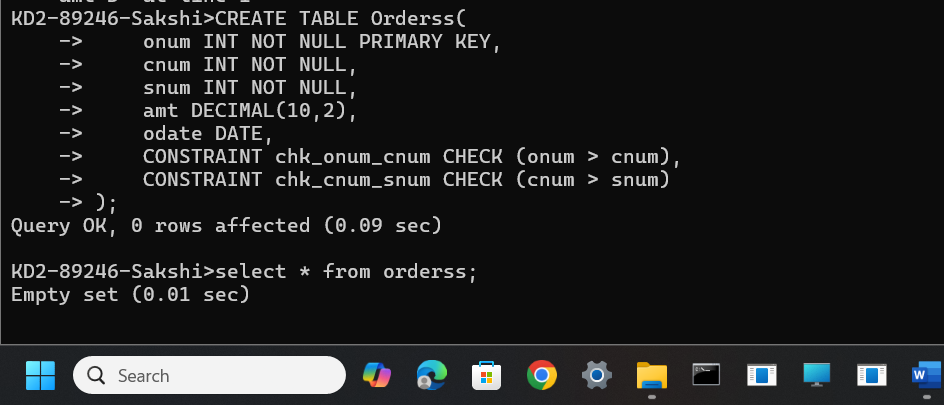 KD2-89246-Sakshi>CREATE TABLE Orderss(
    ->     onum INT NOT NULL PRIMARY KEY,
    ->     cnum INT NOT NULL,
    ->     snum INT NOT NULL,
    ->     amt DECIMAL(10,2),
    ->     odate DATE,
    ->     CONSTRAINT chk_onum_cnum CHECK (onum > cnum),
    ->     CONSTRAINT chk_cnum_snum CHECK (cnum > snum)
    -> );
Query OK, 0 rows affected (0.09 sec)
KD2-89246-Sakshi>select * from orderss;
Empty set (0.01 sec)
Search